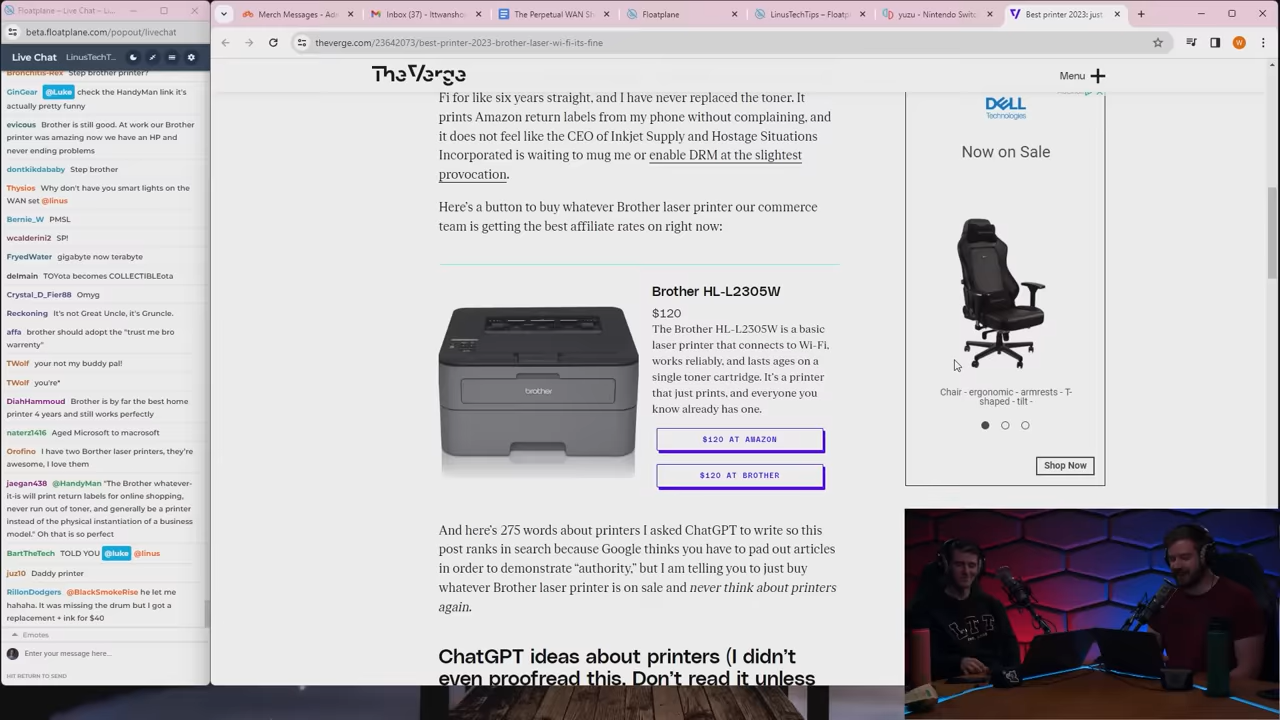 Floatplane - Live Chat – L
beta.floatplane.com/popout/livechat
Live Chat
LinusTechT...
Bronchitis-Rex Step brother printer?
GinGear @Luke check the HandyMan link it's
actually pretty funny
evicous Brother is still good. At work our Brother
printer was amazing now we have an HP and
never ending problems
dontkikdababy Step brother
Thysios Why don't have you smart lights on the
WAN set @linus
Bernie_W PMSL
wcalderini2 SP!
FryedWater gigabyte now terabyte
delmain TOYota becomes COLLECTIBLEota
Crystal_D_Fier88 Omyg
Reckoning It's not Great Uncle, it's Gruncle.
affa brother should adopt the "trust me bro
warrenty"
TWolf your not my buddy pal!
TWolf you're*
DiahHammoud Brother is by far the best home
printer 4 years and still works perfectly
naterz1416 Aged Microsoft to macrosoft
Orofino I have two Borther laser printers, they're
awesome, I love them
jaegan438 @HandyMan "The Brother whatever-
it-is will print return labels for online shopping,
never run out of toner, and generally be a printer
instead of the physical instantiation of a business
model." Oh that is so perfect
BartTheTech TOLD YOU @luke @linus
juz10 Daddy printer
RillonDodgers @BlackSmokeRise he let me
hahaha. It was missing the drum but I got a
replacement + ink for $40
Emotes
Enter your message here...
HIT RETURN TO SEND
Merch Messages - Ad
Inbox (37) - lttwansho
The Perpetual WAN S
Floatplane
LinusTechTips – Floatp
yuzu - Nintendo Swit
Best printer 2023: just
theverge.com/23642073/best-printer-2023-brother-laser-wi-fi-its-fine
W
TheVerge
Menu
Fi for like six years straight, and I have never replaced the toner. It
prints Amazon return labels from my phone without complaining, and
it does not feel like the CEO of Inkjet Supply and Hostage Situations
Incorporated is waiting to mug me or enable DRM at the slightest
provocation.
Here's a button to buy whatever Brother laser printer our commerce
team is getting the best affiliate rates on right now:
brother
Brother HL-L2305W
$120
The Brother HL-L2305W is a basic
laser printer that connects to Wi-Fi,
works reliably, and lasts ages on a
single toner cartridge. It's a printer
that just prints, and everyone you
know already has one.
$120 AT AMAZON
$120 AT BROTHER
And here's 275 words about printers I asked ChatGPT to write so this
post ranks in search because Google thinks you have to pad out articles
in order to demonstrate "authority," but I am telling you to just buy
whatever Brother laser printer is on sale and never think about printers
again.
ChatGPT ideas about printers (I didn't
even proofread this. Don't read it unless
DELL
Technologies
Now on Sale
Chair - ergonomic - armrests - T-
shaped - tilt -
Shop Now
LTT